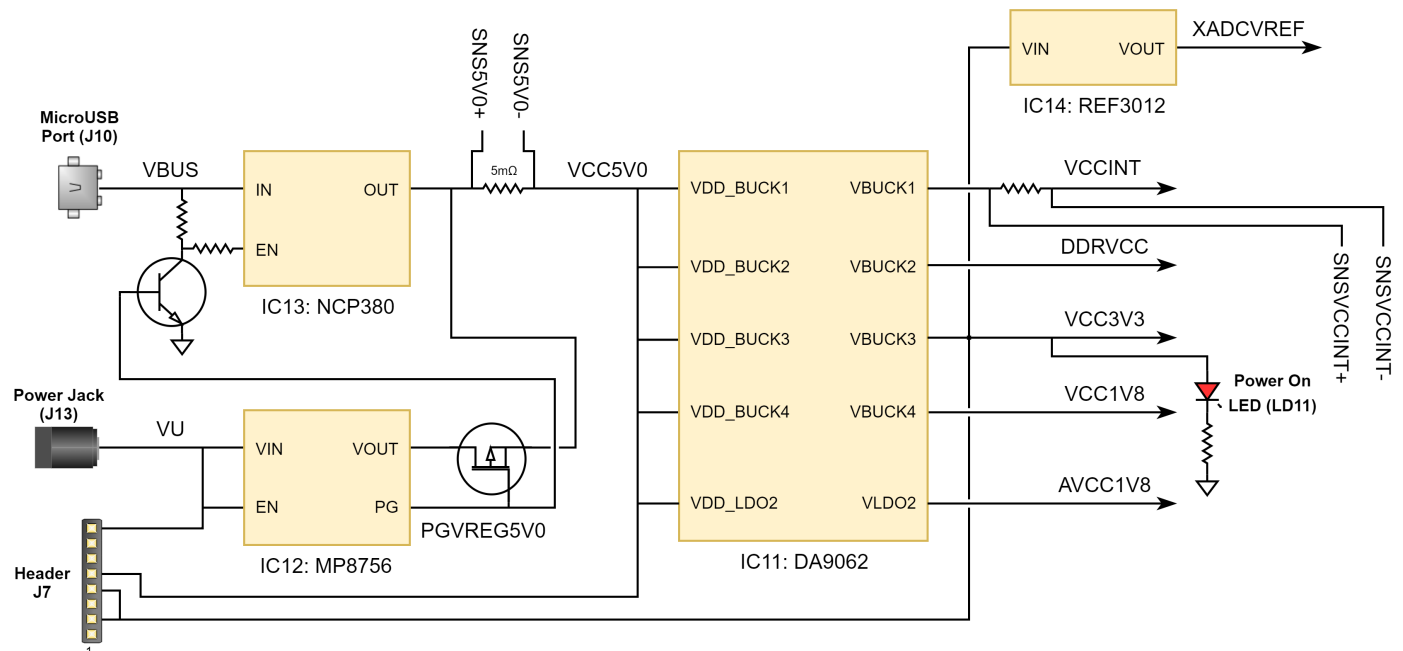 XADCVREF
VIN
VOUT
IC14: REF3012
SNS5V0+
SNS5V0-
MicroUSB
Port (J10)
VBUS
IN
OUT
EN
IC13: NCP380
5mΩ
VCC5V0
VDD_BUCK1
VBUCK1
VDD_BUCK2
VBUCK2
VDD_BUCK3
VBUCK3
VDD_BUCK4
VBUCK4
VDD_LDO2
VLDO2
IC11: DA9062
VCCINT
DDRVCC
VCC3V3
VCC1V8
AVCC1V8
SNSVCCINT+
SNSVCCINT-
Power On
LED (LD11)
Power Jack
(J13)
VU
VIN
VOUT
EN
PG
PGVREG5V0
IC12: MP8756
Header
J7
1